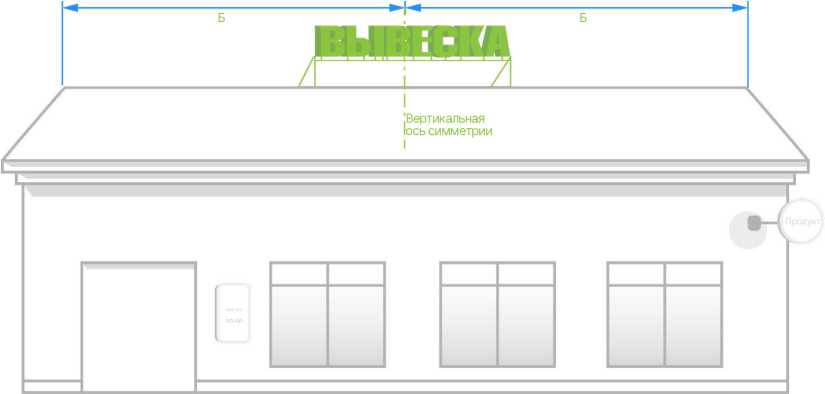 Б Б
ВЫВЕСКА
Вертикальная
ось симметрии
Продукт